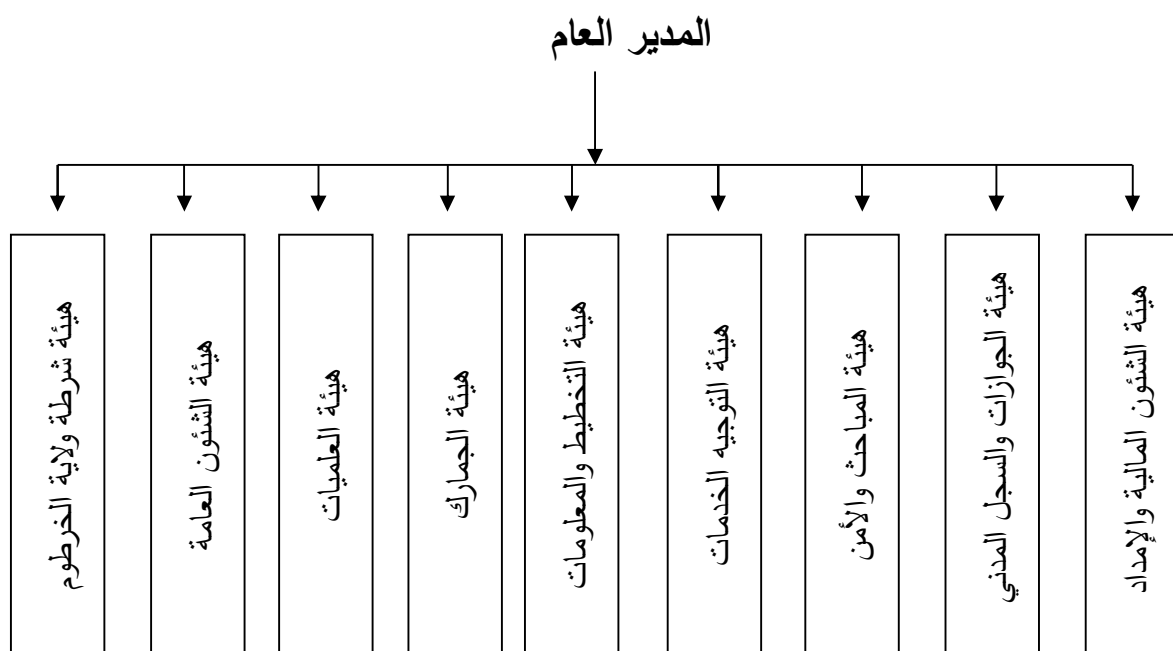 المدير العام
هيئة الشئون المالية والإمداد
هيئة الجوازات والسجل المدني
هيئة المباحث والأمن
هيئة التوجيه الخدمات
هيئة التخطيط والمعلومات
هيئة الجمارك
هيئة العلميات
هيئة الشئون العامة
هيئة شرطة ولاية الخرطوم